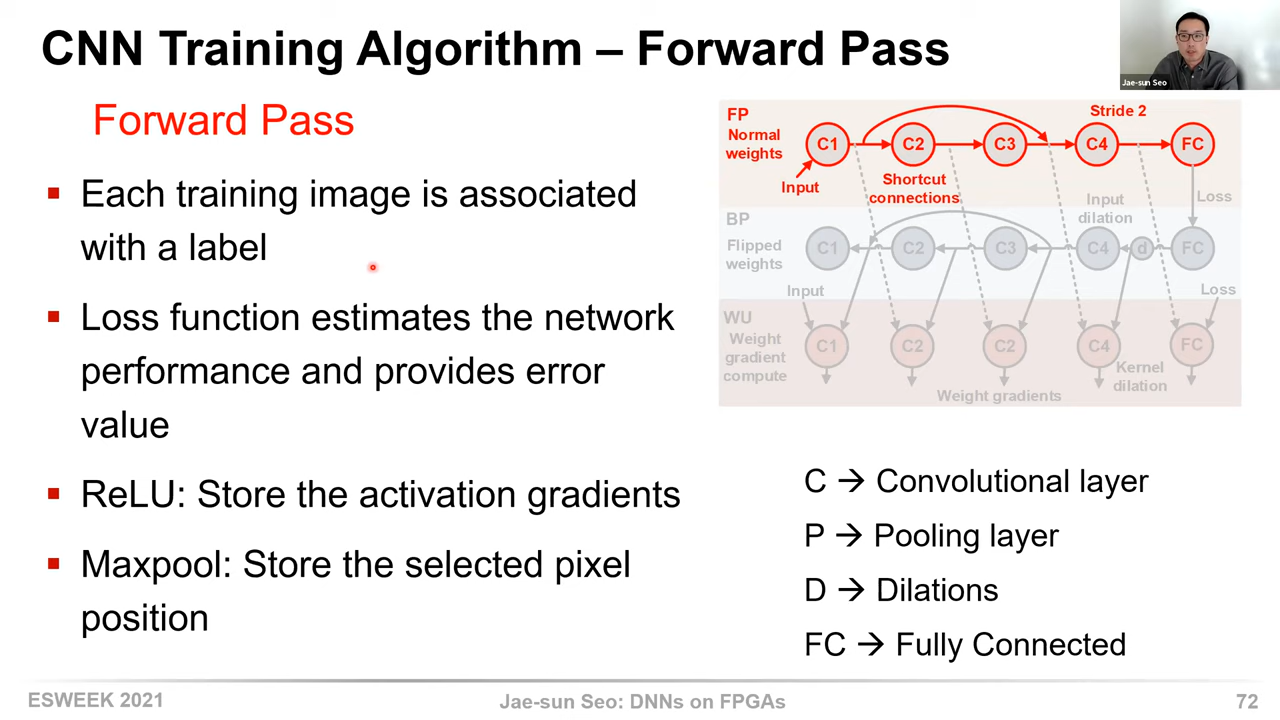 CNN Training Algorithm – Forward Pass
Jae-sun Seo
Forward Pass
▪ Each training image is associated
with a label
▪ Loss function estimates the network
performance and provides error
value
▪ ReLU: Store the activation gradients
▪ Maxpool: Store the selected pixel
position
FP
Normal
weights
Stride 2
C1 C2 C3 C4 FC
Input
Shortcut
connections
BP
Flipped
weights
Input
dilation
Loss
C1 C2 C3 C4 d FC
Input
Loss
WU
Weight
gradient
compute
C1 C2 C2 C4 FC
Kernel
dilation
Weight gradients
C → Convolutional layer
P → Pooling layer
D → Dilations
FC → Fully Connected
ESWEEK 2021
Jae-sun Seo: DNNs on FPGAs
72